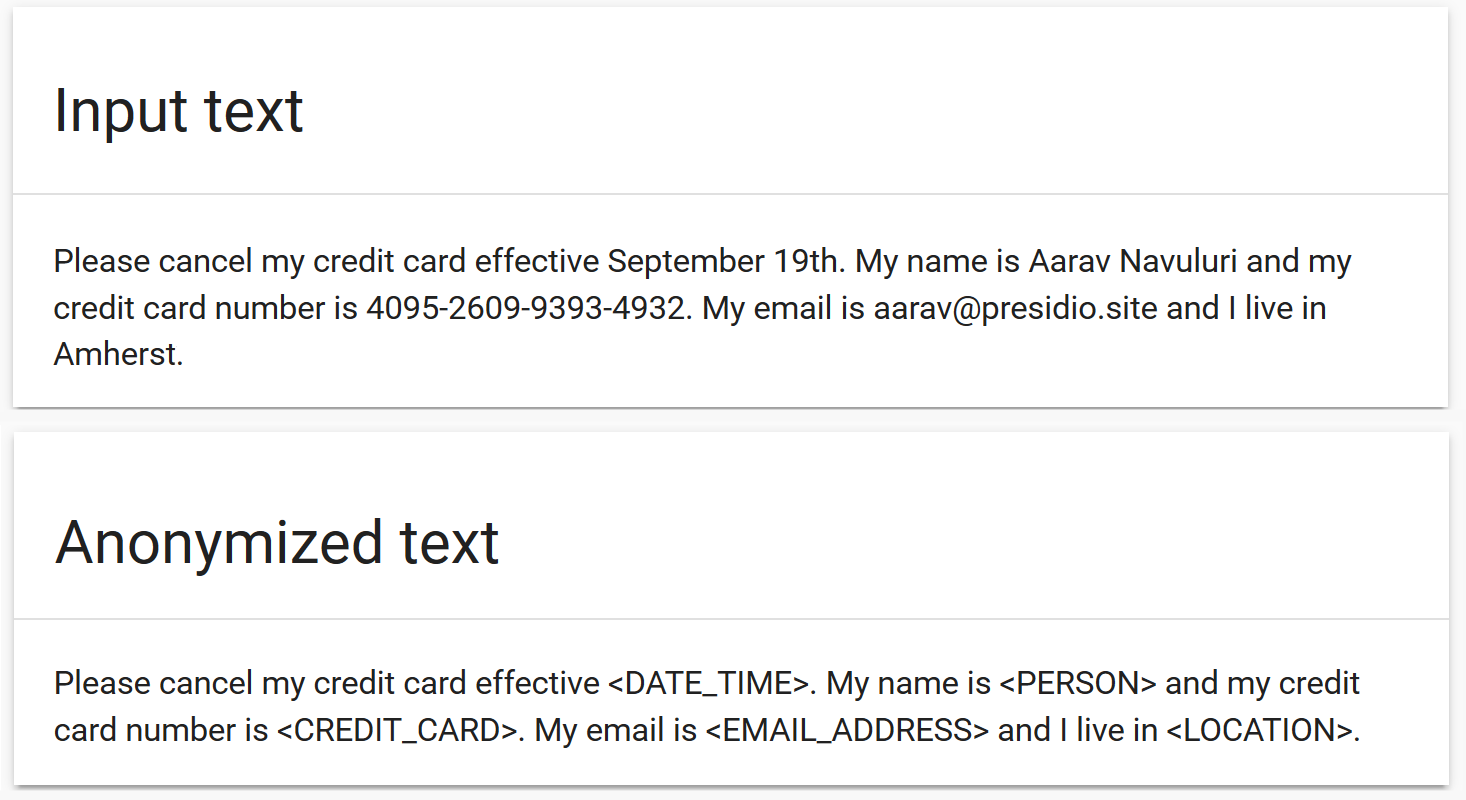 Input text
Please cancel my credit card effective September 19th. My name is Aarav Navuluri and my
credit card number is 4095-2609-9393-4932. My email is aarav@presidio.site and I live in
Amherst.
Anonymized text
Please cancel my credit card effective <DATE_TIME>. My name is <PERSON> and my credit
card number is <CREDIT_CARD>. My email is <EMAIL_ADDRESS> and I live in <LOCATION>.